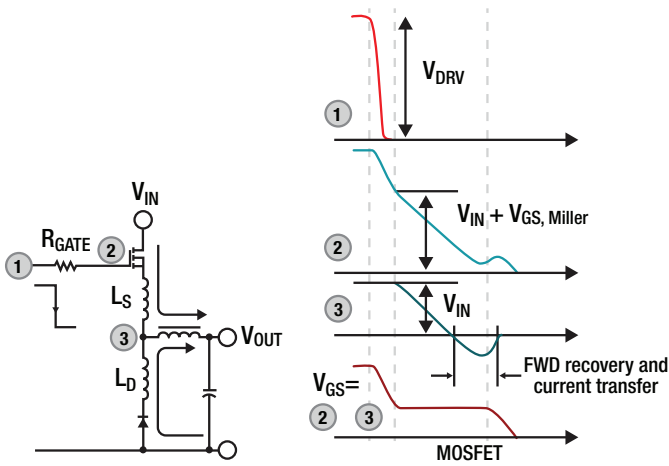 V_IN
R_GATE
1
2
L_S
3
V_OUT
L_D
1
V_DRV
2
V_IN + V_GS, Miller
3
V_IN
FWD recovery and
current transfer
V_GS=
2 3
MOSFET